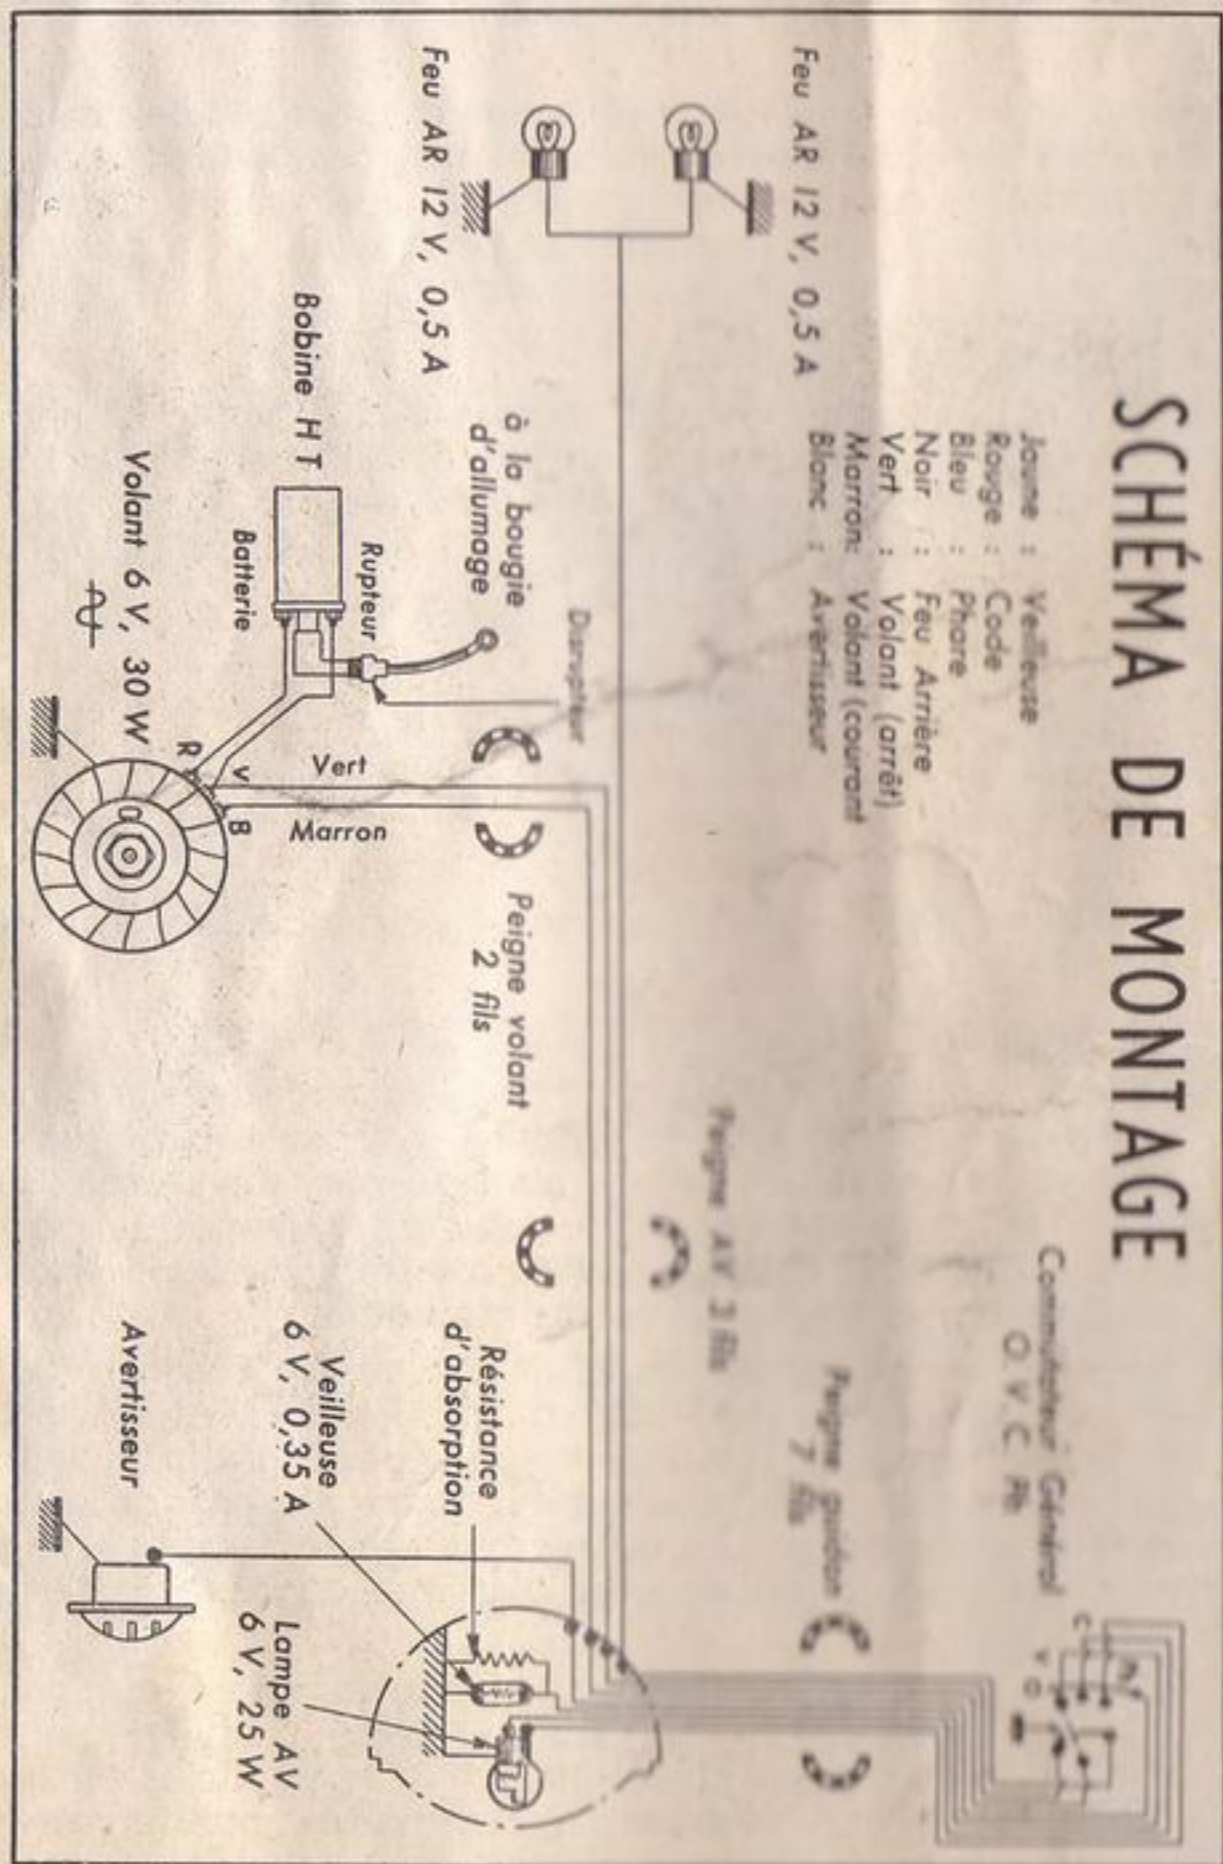 SCHÉMA DE MONTAGE
Jaune : Veilleuse
Rouge : Code
Bleu : Phare
Noir : Feu Arrière
Vert : Volant (arrêt)
Marron: Volant (courant
Blanc : Avertisseur
Commutateur Général
O. V. C. Ph
C
V
O
Feu AR 12 V, 0,5 A
Feu AR 12 V, 0,5 A
Peigne guidon
7 fils
Peigne AV 3 fils
Disrupteur
à la bougie
d'allumage
Peigne volant
2 fils
Rupteur
Bobine H T
Batterie
Vert
Marron
R
V
B
Volant 6 V, 30 W
Résistance
d'absorption
Veilleuse
6 V, 0,35 A
Lampe AV
6 V, 25 W
Avertisseur